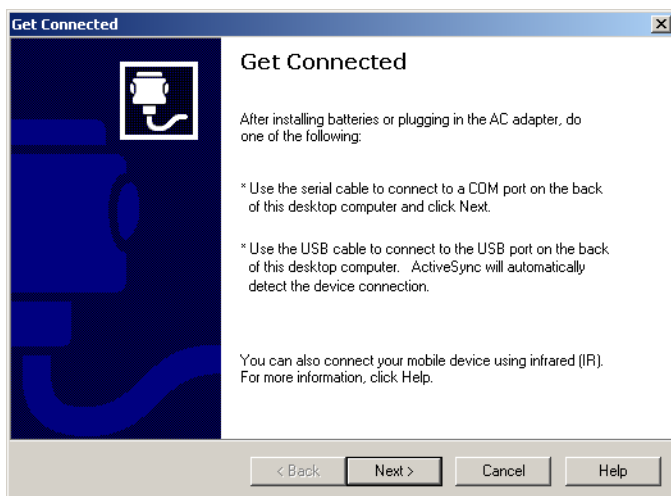 Get Connected
Get Connected
After installing batteries or plugging in the AC adapter, do
one of the following:
* Use the serial cable to connect to a COM port on the back
of this desktop computer and click Next.
* Use the USB cable to connect to the USB port on the back
of this desktop computer.   ActiveSync will automatically
detect the device connection.
You can also connect your mobile device using infrared (IR).
For more information, click Help.
< Back
Next >
Cancel
Help